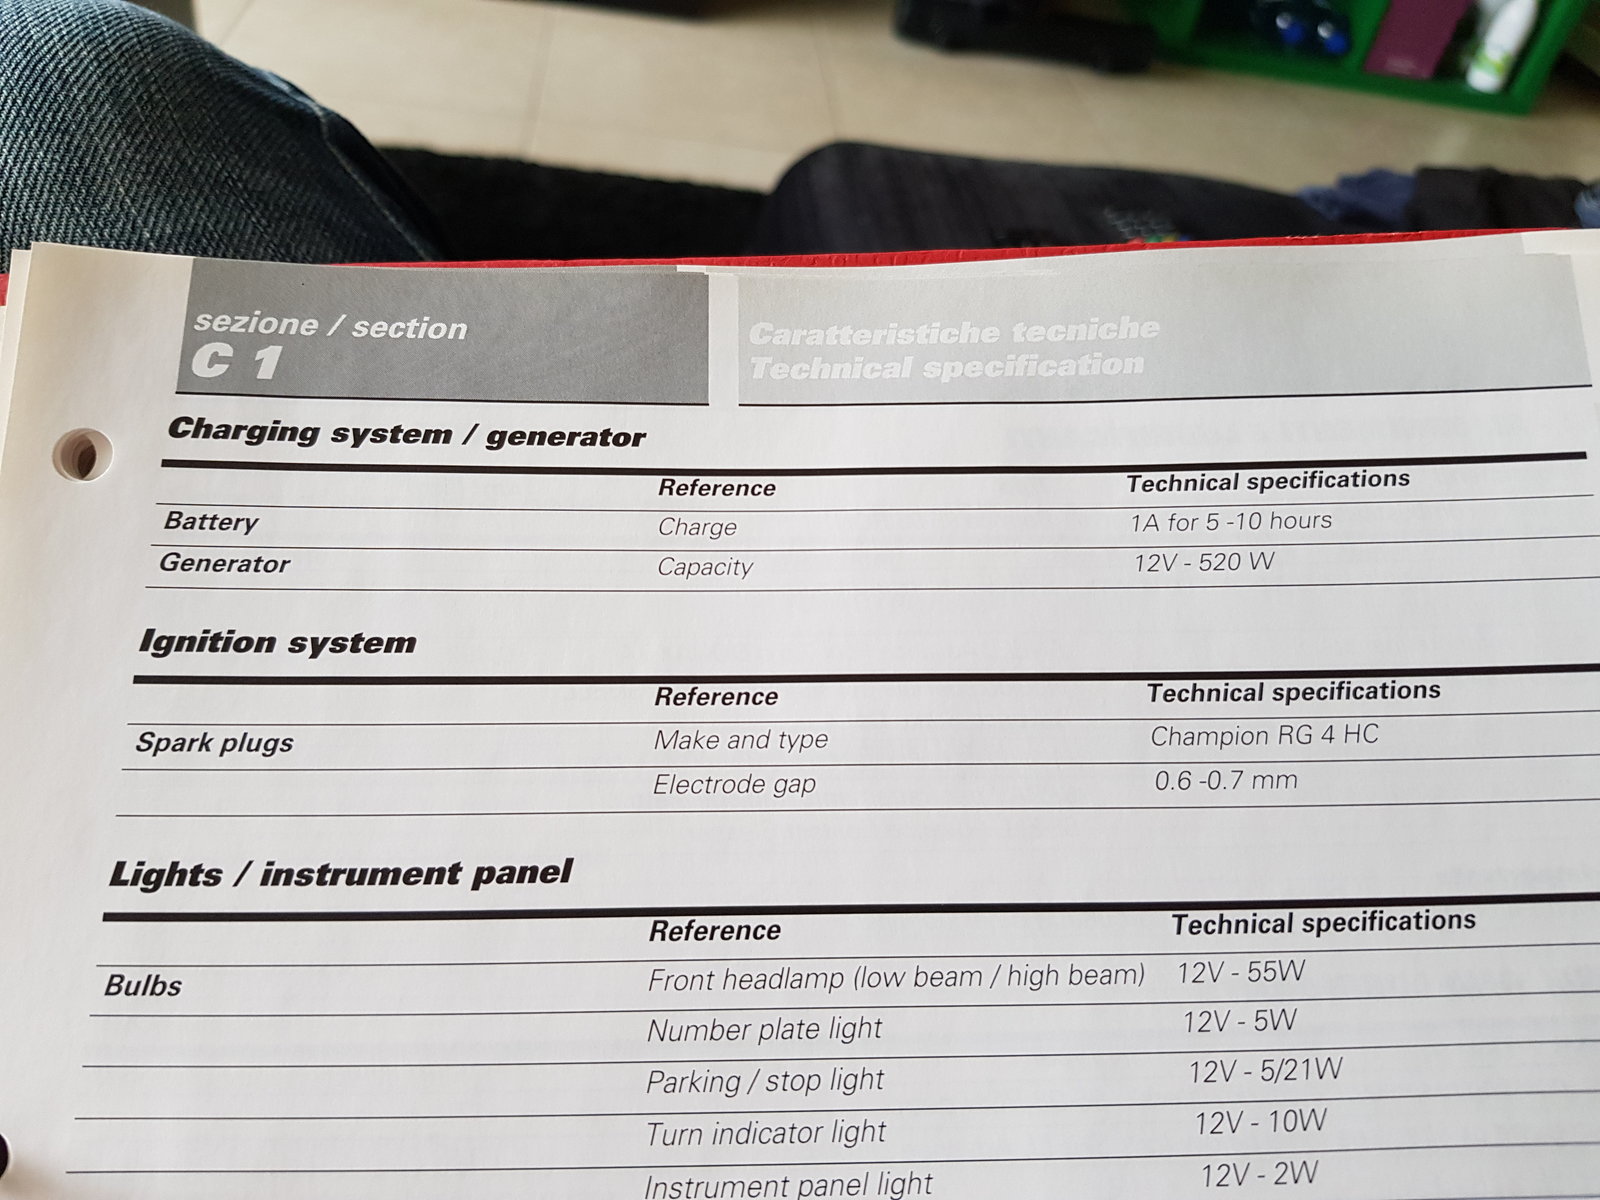 sezione / section
C 1
Caratteristiche tecniche
Technical specification
Charging system / generator
Reference Technical specifications
Battery Charge 1A for 5 -10 hours
Generator Capacity 12V - 520 W
Ignition system
Reference Technical specifications
Spark plugs Make and type Champion RG 4 HC
Electrode gap 0.6 -0.7 mm
Lights / instrument panel
Reference Technical specifications
Bulbs Front headlamp (low beam / high beam) 12V - 55W
Number plate light 12V - 5W
Parking / stop light 12V - 5/21W
Turn indicator light 12V - 10W
Instrument panel light 12V - 2W